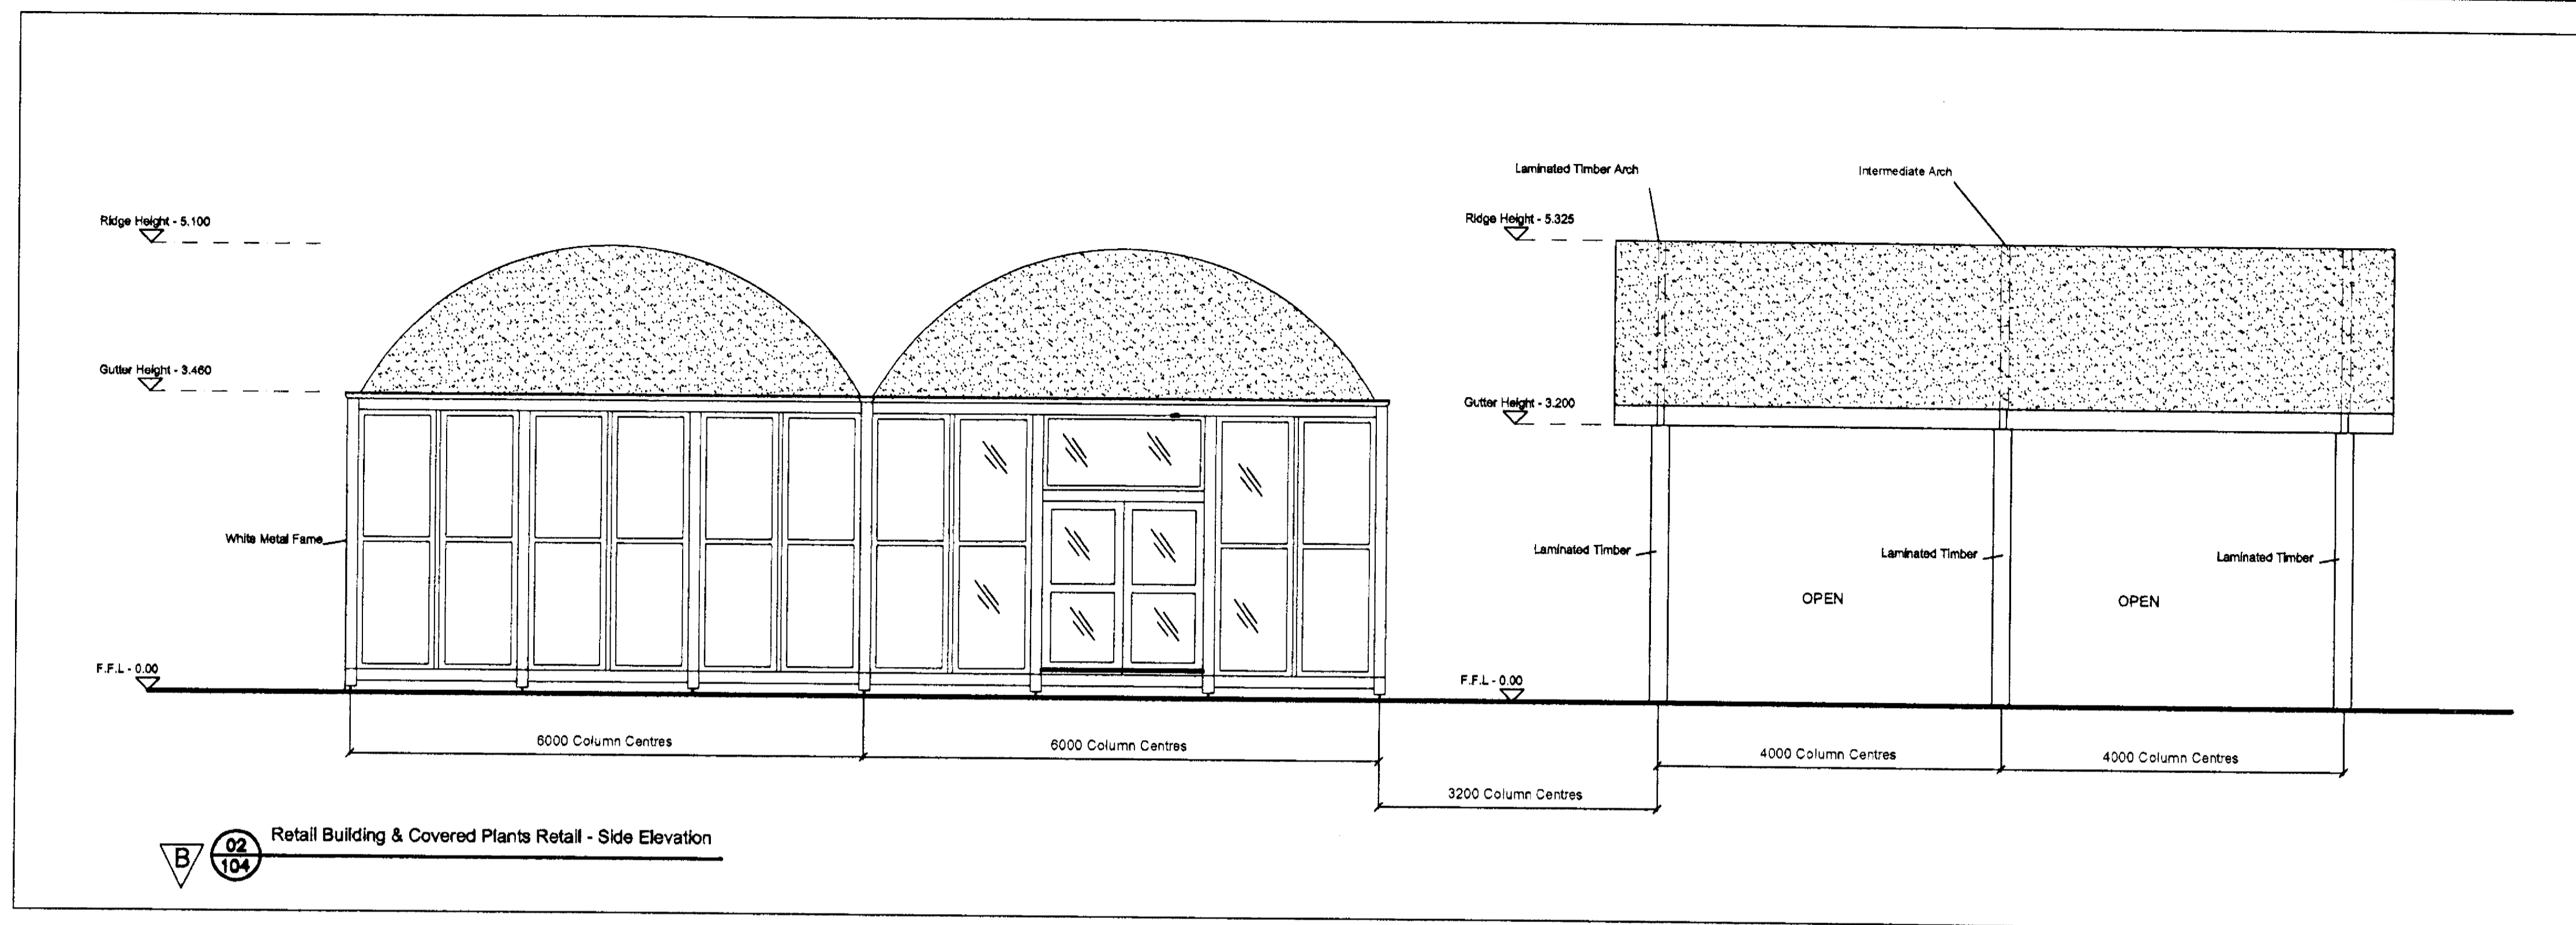 Laminated Timber Arch
Intermediate Arch
Ridge Height - 5.100
Ridge Height - 5.325
Gutter Height - 3.460
Gutter Height - 3.200
White Metal Fame
Laminated Timber
Laminated Timber
Laminated Timber
OPEN
OPEN
F.F.L - 0.00
F.F.L - 0.00
6000 Column Centres
6000 Column Centres
4000 Column Centres
4000 Column Centres
3200 Column Centres
B
02
104
Retail Building & Covered Plants Retail - Side Elevation